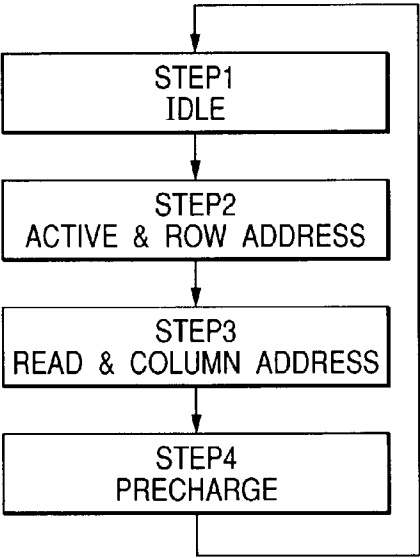 STEP1
IDLE
STEP2
ACTIVE & ROW ADDRESS
STEP3
READ & COLUMN ADDRESS
STEP4
PRECHARGE